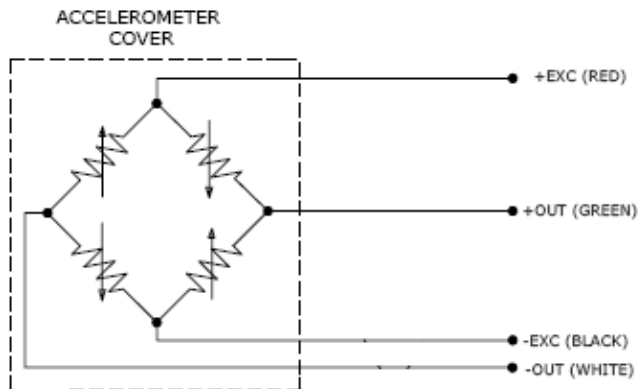 ACCELEROMETER
COVER
+EXC (RED)
+OUT (GREEN)
-EXC (BLACK)
-OUT (WHITE)